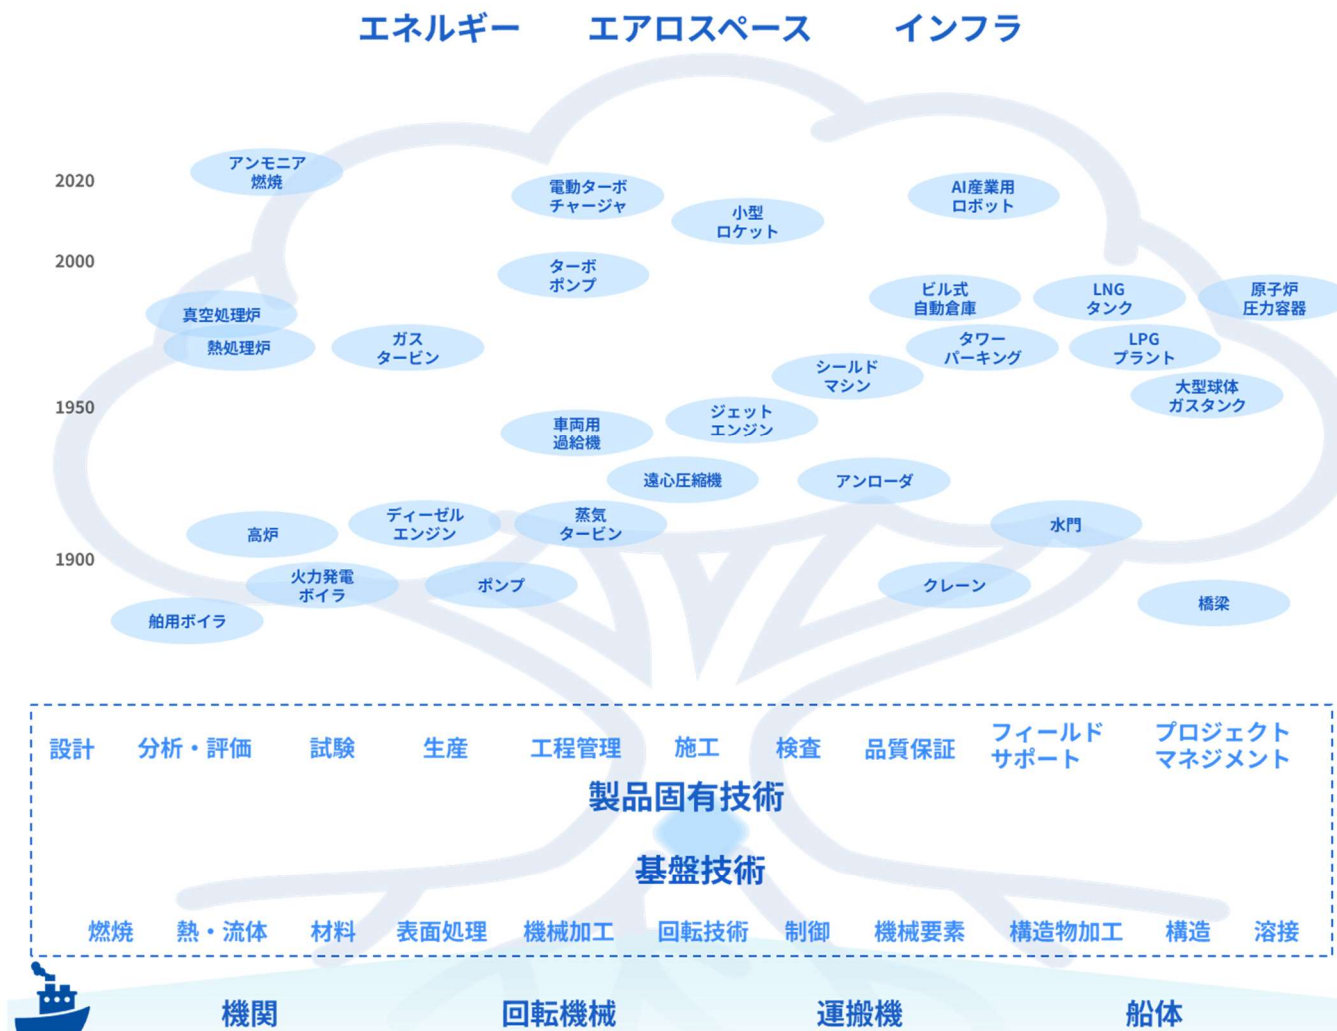 エネルギー エアロスペース インフラ
アンモニア
燃焼
2020
電動ターボ
チャージャ
AI産業用
ロボット
小型
ロケット
2000
ターボ
ポンプ
真空処理炉
ビル式
自動倉庫
LNG
タンク
原子炉
圧力容器
熱処理炉
ガス
タービン
タワー
パーキング
LPG
プラント
シールド
マシン
大型球体
ガスタンク
1950
車両用
過給機
ジェット
エンジン
遠心圧縮機
アンローダ
高炉
ディーゼル
エンジン
蒸気
タービン
水門
1900
火力発電
ボイラ
ポンプ
クレーン
橋梁
舶用ボイラ
設計 分析・評価 試験 生産 工程管理 施工 検査 品質保証
フィールド
サポート
プロジェクト
マネジメント
製品固有技術
基盤技術
燃焼 熱・流体 材料 表面処理 機械加工 回転技術 制御 機械要素 構造物加工 構造 溶接
機関 回転機械 運搬機 船体